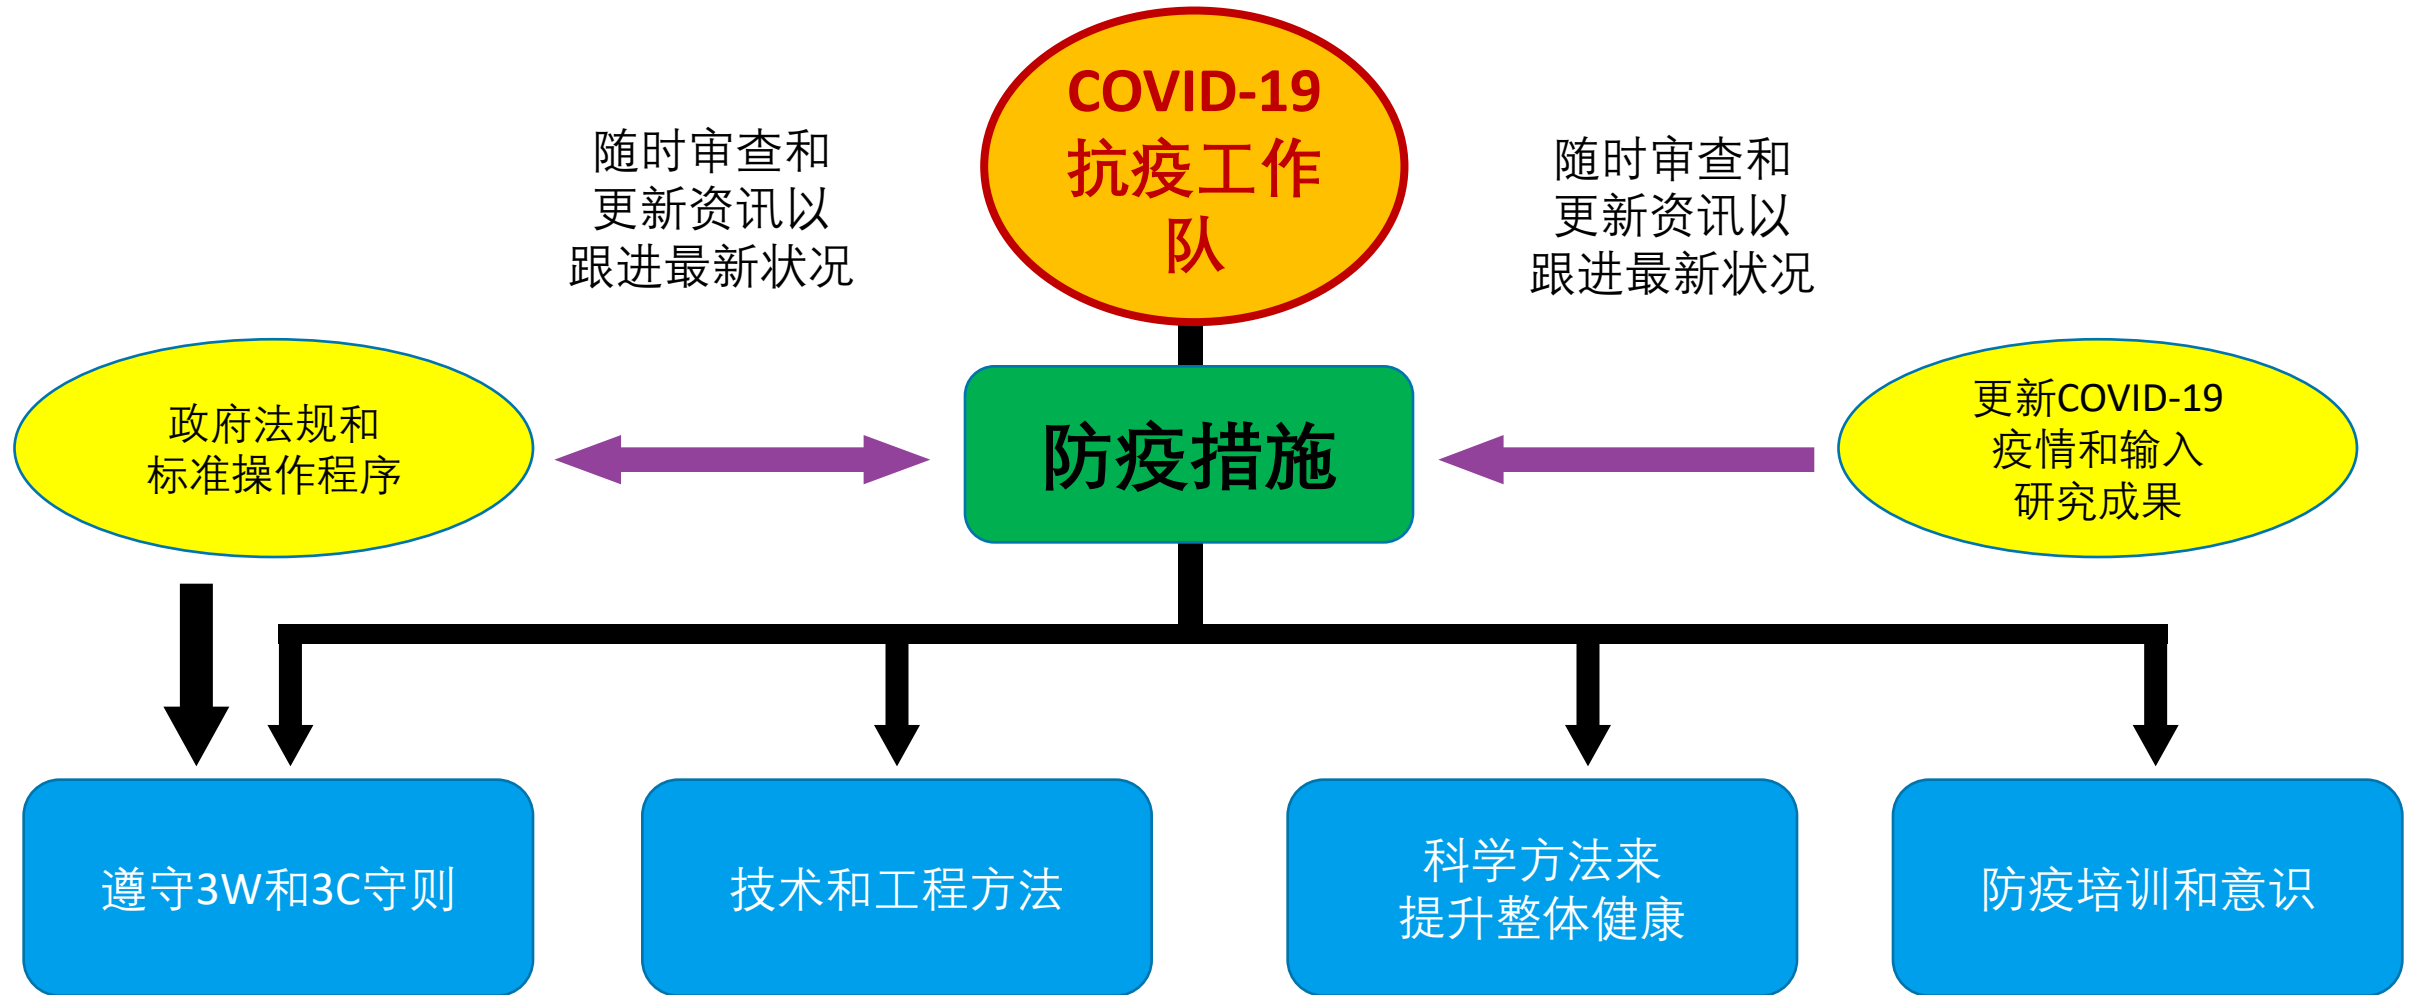 COVID-19
抗疫工作
队
随时审查和
更新资讯以
跟进最新状况
随时审查和
更新资讯以
跟进最新状况
政府法规和
标准操作程序
防疫措施
更新COVID-19
疫情和输入
研究成果
遵守3W和3C守则
技术和工程方法
科学方法来
提升整体健康
防疫培训和意识